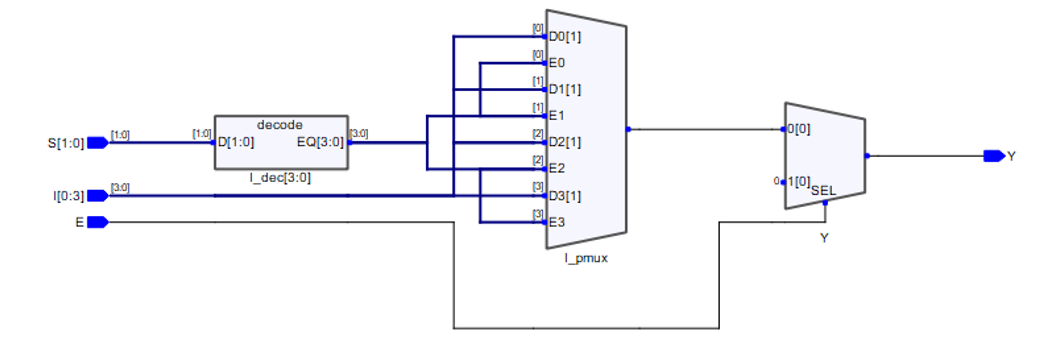 [0] D0[1]
[0] E0
[1] D1[1]
[1] E1
decode
S[1:0] [1:0] [1:0] D[1:0] EQ[3:0] [3:0]
I_dec[3:0]
[2] D2[1]
[2] E2
I[0:3] [3:0]
[3] D3[1]
E
[3] E3
I_pmux
0[0]
0 1[0]
SEL
Y
Y